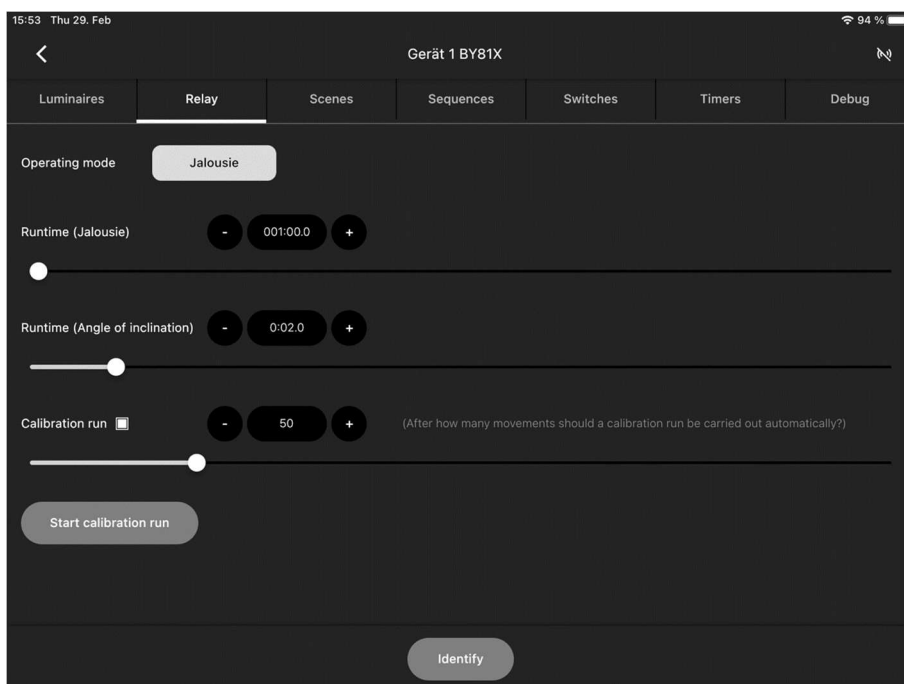 15:53 Thu 29. Feb 94 %
Gerät 1 BY81X
Luminaires Relay Scenes Sequences Switches Timers Debug
Operating mode Jalousie
Runtime (Jalousie) - 001:00.0 +
Runtime (Angle of inclination) - 0:02.0 +
Calibration run - 50 + (After how many movements should a calibration run be carried out automatically?)
Start calibration run
Identify